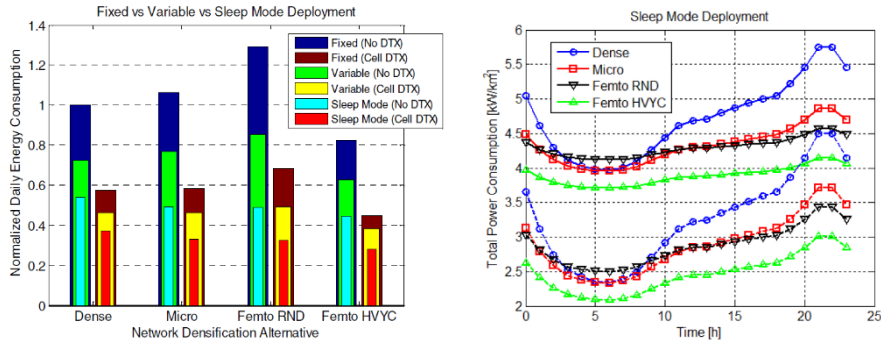 Fixed vs Variable vs Sleep Mode Deployment
Normalized Daily Energy Consumption
1.4
1.2
1
0.8
0.6
0.4
0.2
0
Fixed (No DTX)
Fixed (Cell DTX)
Variable (No DTX)
Variable (Cell DTX)
Sleep Mode (No DTX)
Sleep Mode (Cell DTX)
Dense Micro Femto RND Femto HVYC
Network Densification Alternative
Sleep Mode Deployment
Total Power Consumption [kW/km²]
6
5.5
5
4.5
4
3.5
3
2.5
2
Dense
Micro
Femto RND
Femto HVYC
0 5 10 15 20 25
Time [h]